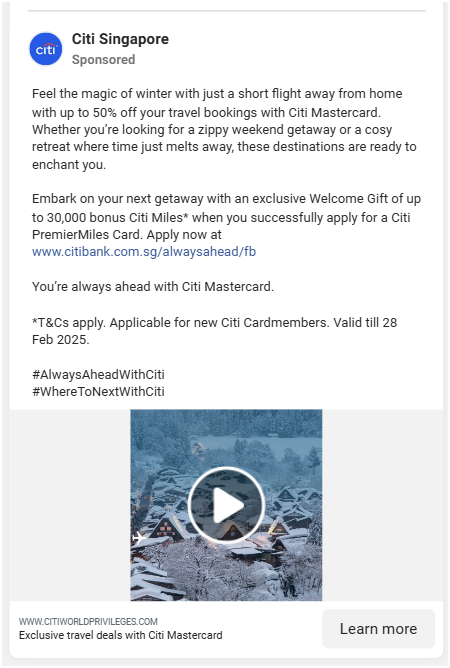 Citi Singapore
citi
Sponsored
Feel the magic of winter with just a short flight away from home
with up to 50% off your travel bookings with Citi Mastercard.
Whether you’re looking for a zippy weekend getaway or a cosy
retreat where time just melts away, these destinations are ready to
enchant you.
Embark on your next getaway with an exclusive Welcome Gift of up
to 30,000 bonus Citi Miles* when you successfully apply for a Citi
PremierMiles Card. Apply now at
www.citibank.com.sg/alwaysahead/fb
You’re always ahead with Citi Mastercard.
*T&Cs apply. Applicable for new Citi Cardmembers. Valid till 28
Feb 2025.
#AlwaysAheadWithCiti
#WhereToNextWithCiti
WWW.CITIWORLDPRIVILEGES.COM
Exclusive travel deals with Citi Mastercard
Learn more